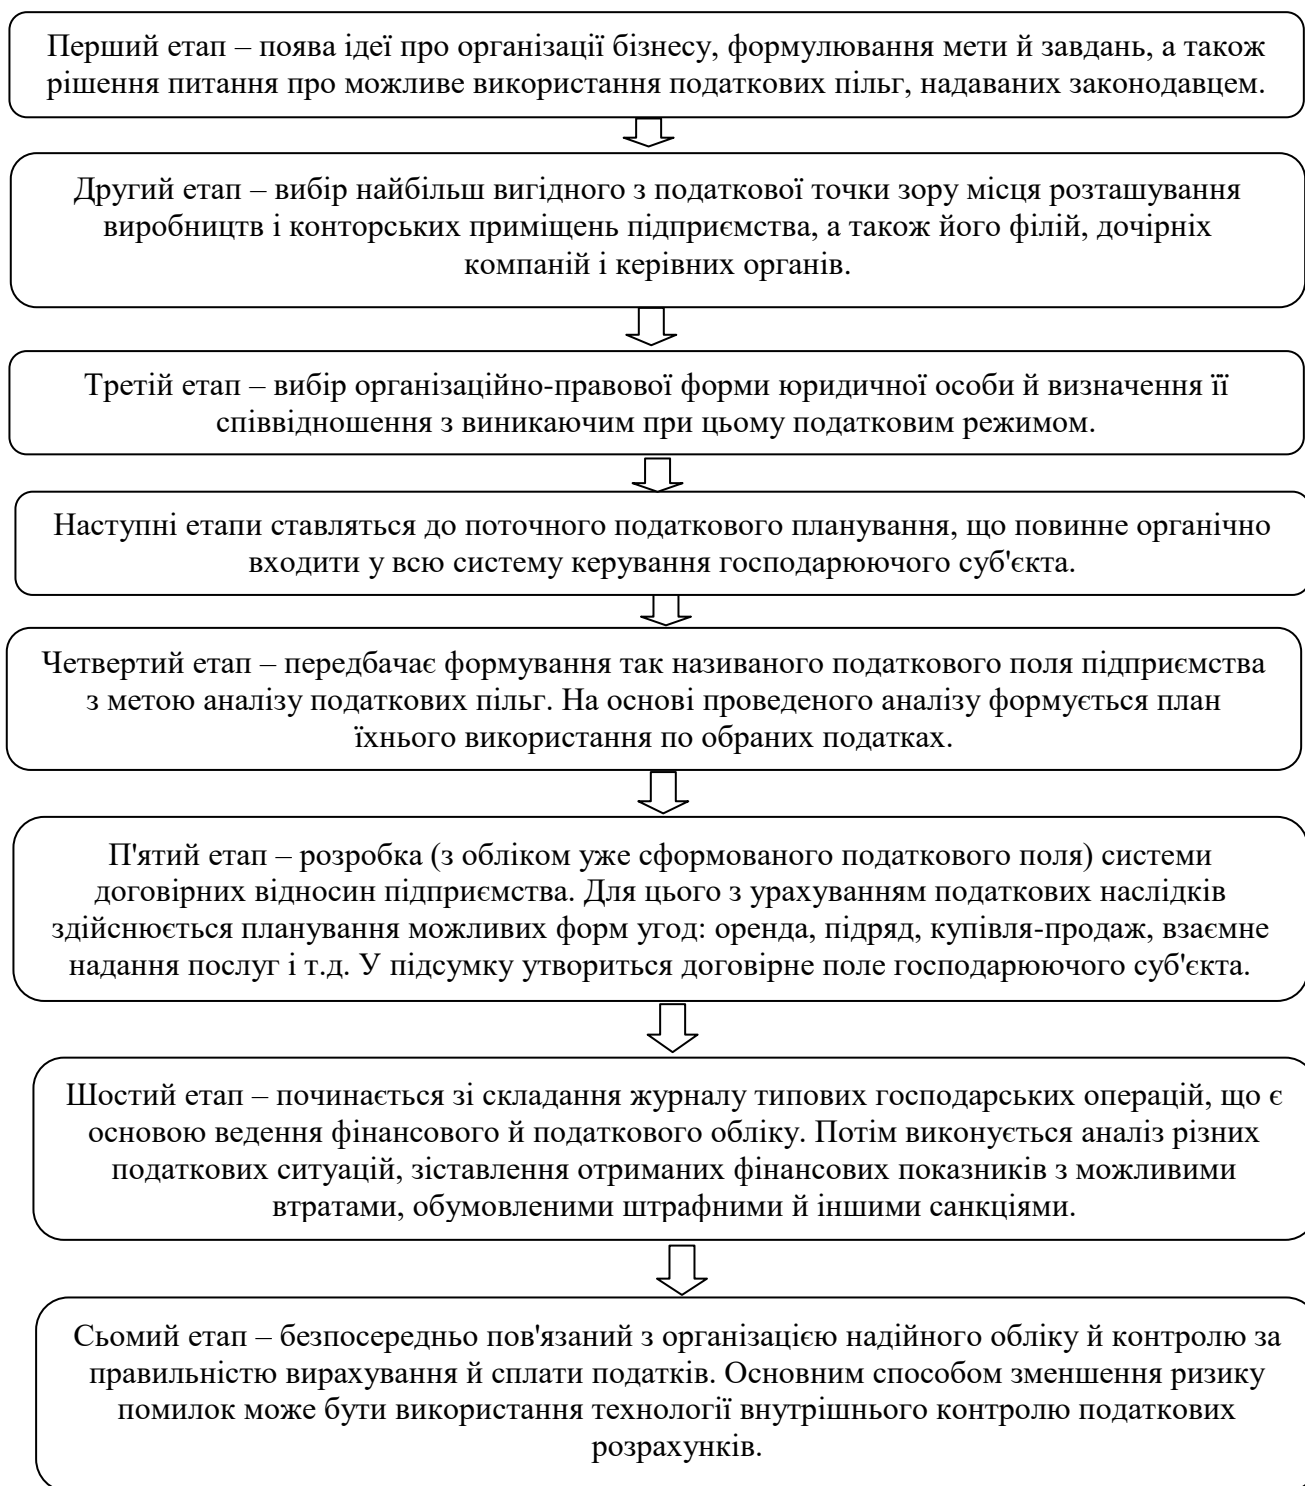 Перший етап – поява ідеї про організації бізнесу, формулювання мети й завдань, а також
рішення питання про можливе використання податкових пільг, надаваних законодавцем.
Другий етап – вибір найбільш вигідного з податкової точки зору місця розташування
виробництв і конторських приміщень підприємства, а також його філій, дочірніх
компаній і керівних органів.
Третій етап – вибір організаційно-правової форми юридичної особи й визначення її
співвідношення з виникаючим при цьому податковим режимом.
Наступні етапи ставляться до поточного податкового планування, що повинне органічно
входити у всю систему керування господарюючого суб'єкта.
Четвертий етап – передбачає формування так називаного податкового поля підприємства
з метою аналізу податкових пільг. На основі проведеного аналізу формується план
їхнього використання по обраних податках.
П'ятий етап – розробка (з обліком уже сформованого податкового поля) системи
договірних відносин підприємства. Для цього з урахуванням податкових наслідків
здійснюється планування можливих форм угод: оренда, підряд, купівля-продаж, взаємне
надання послуг і т.д. У підсумку утвориться договірне поле господарюючого суб'єкта.
Шостий етап – починається зі складання журналу типових господарських операцій, що є
основою ведення фінансового й податкового обліку. Потім виконується аналіз різних
податкових ситуацій, зіставлення отриманих фінансових показників з можливими
втратами, обумовленими штрафними й іншими санкціями.
Сьомий етап – безпосередньо пов'язаний з організацією надійного обліку й контролю за
правильністю вирахування й сплати податків. Основним способом зменшення ризику
помилок може бути використання технології внутрішнього контролю податкових
розрахунків.